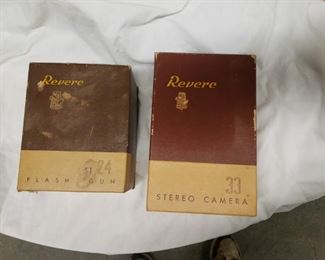 Revere
24
FLASH GUN
Revere
33
STEREO CAMERA